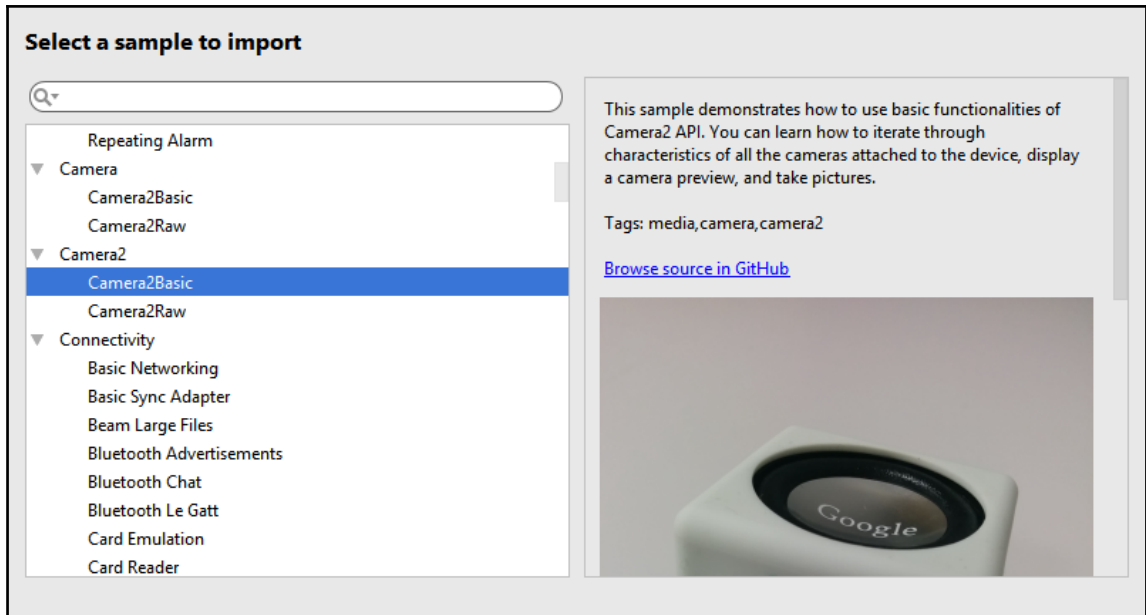 Select a sample to import
Repeating Alarm
Camera
Camera2Basic
Camera2Raw
Camera2
Camera2Basic
Camera2Raw
Connectivity
Basic Networking
Basic Sync Adapter
Beam Large Files
Bluetooth Advertisements
Bluetooth Chat
Bluetooth Le Gatt
Card Emulation
Card Reader
This sample demonstrates how to use basic functionalities of
Camera2 API. You can learn how to iterate through
characteristics of all the cameras attached to the device, display
a camera preview, and take pictures.
Tags: media,camera,camera2
Browse source in GitHub
Google